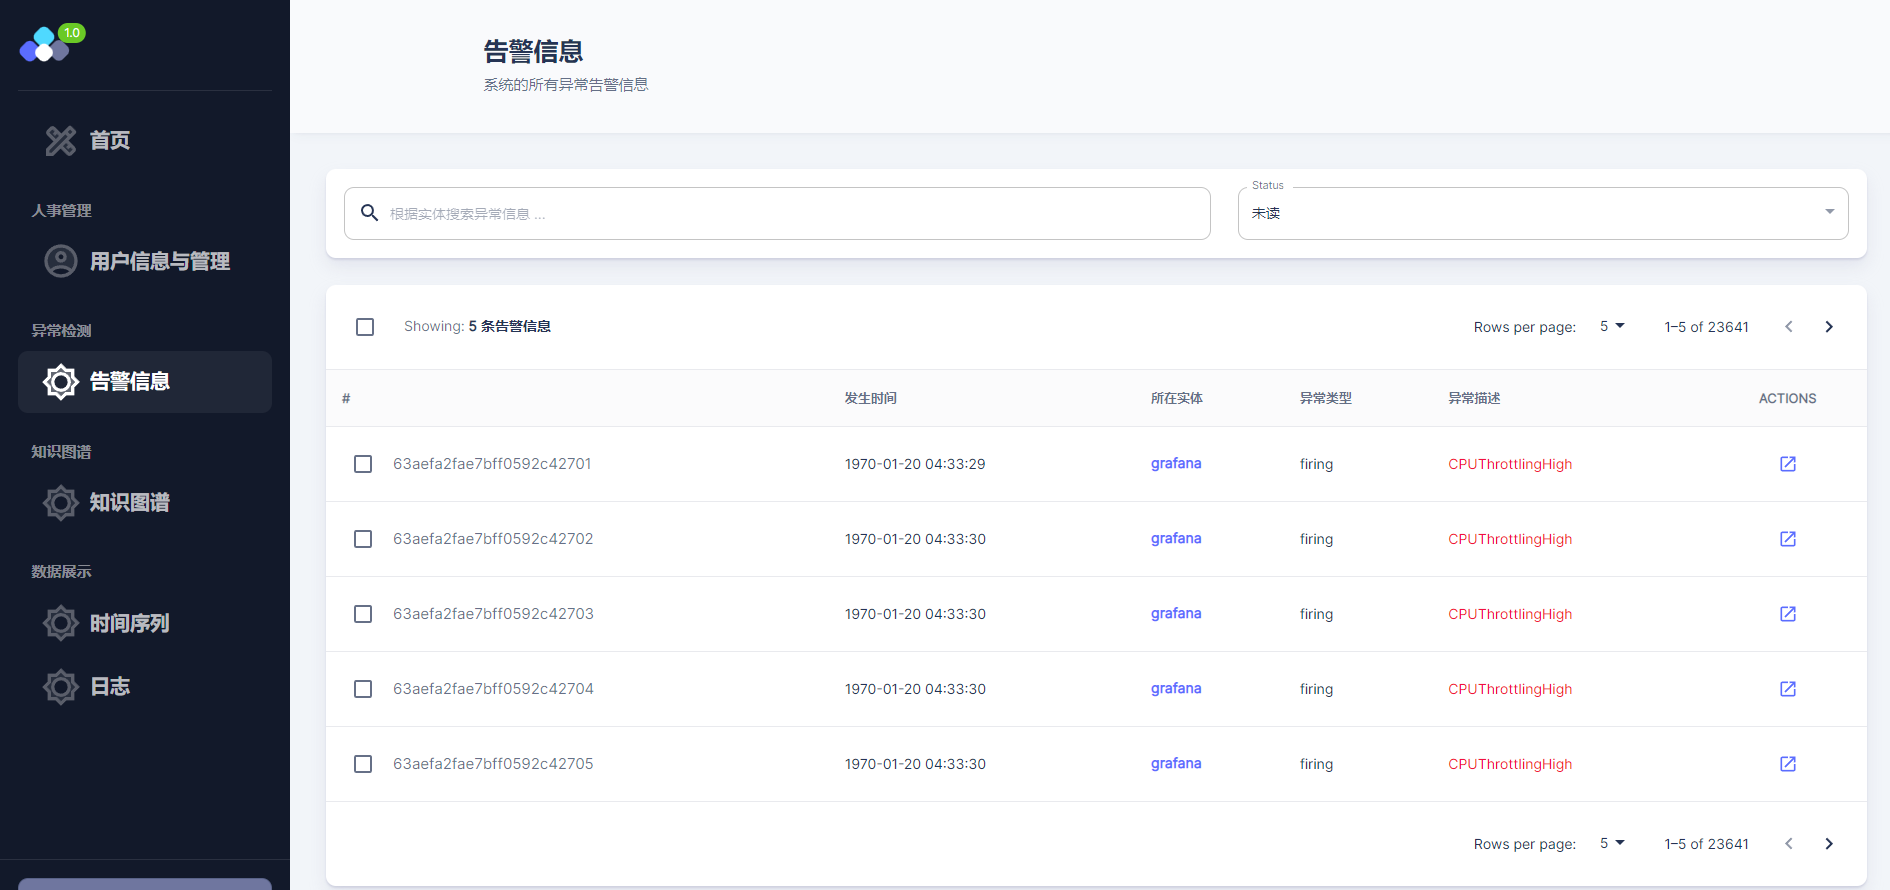 1.0
首页
人事管理
用户信息与管理
异常检测
告警信息
知识图谱
知识图谱
数据展示
时间序列
日志
告警信息
系统的所有异常告警信息
根据实体搜索异常信息 ...
Status
未读
Showing: 5 条告警信息
Rows per page: 5 1–5 of 23641
# 发生时间 所在实体 异常类型 异常描述 ACTIONS
63aefa2fae7bff0592c42701 1970-01-20 04:33:29 grafana firing CPUThrottlingHigh
63aefa2fae7bff0592c42702 1970-01-20 04:33:30 grafana firing CPUThrottlingHigh
63aefa2fae7bff0592c42703 1970-01-20 04:33:30 grafana firing CPUThrottlingHigh
63aefa2fae7bff0592c42704 1970-01-20 04:33:30 grafana firing CPUThrottlingHigh
63aefa2fae7bff0592c42705 1970-01-20 04:33:30 grafana firing CPUThrottlingHigh
Rows per page: 5 1–5 of 23641